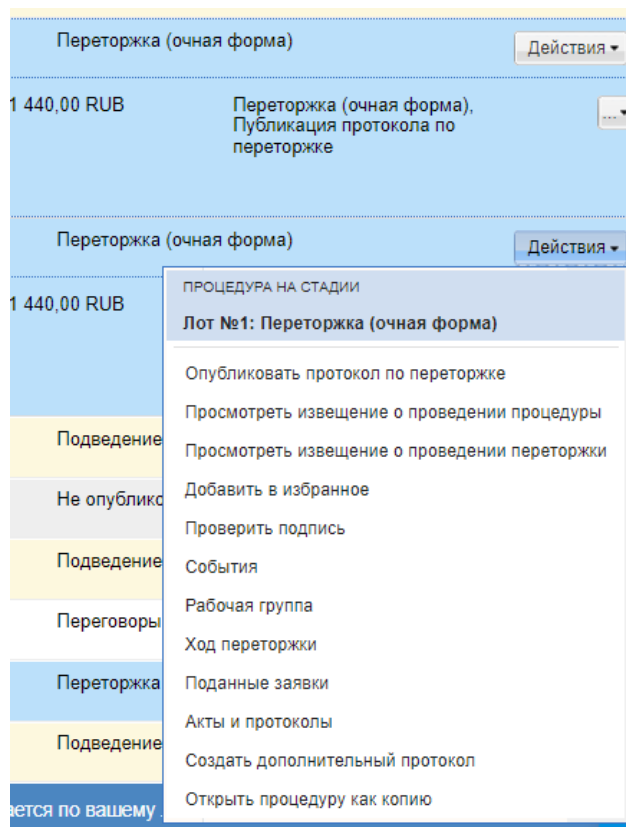 Переторжка (очная форма)
Действия
1 440,00 RUB
Переторжка (очная форма),
Публикация протокола по
переторжке
...
Переторжка (очная форма)
Действия
1 440,00 RUB
ПРОЦЕДУРА НА СТАДИИ
Лот №1: Переторжка (очная форма)
Опубликовать протокол по переторжке
Просмотреть извещение о проведении процедуры
Просмотреть извещение о проведении переторжки
Добавить в избранное
Проверить подпись
События
Рабочая группа
Ход переторжки
Поданные заявки
Акты и протоколы
Создать дополнительный протокол
Открыть процедуру как копию
Подведение
Не опублико
Подведение
Переговоры
Переторжка
Подведение
ается по вашему